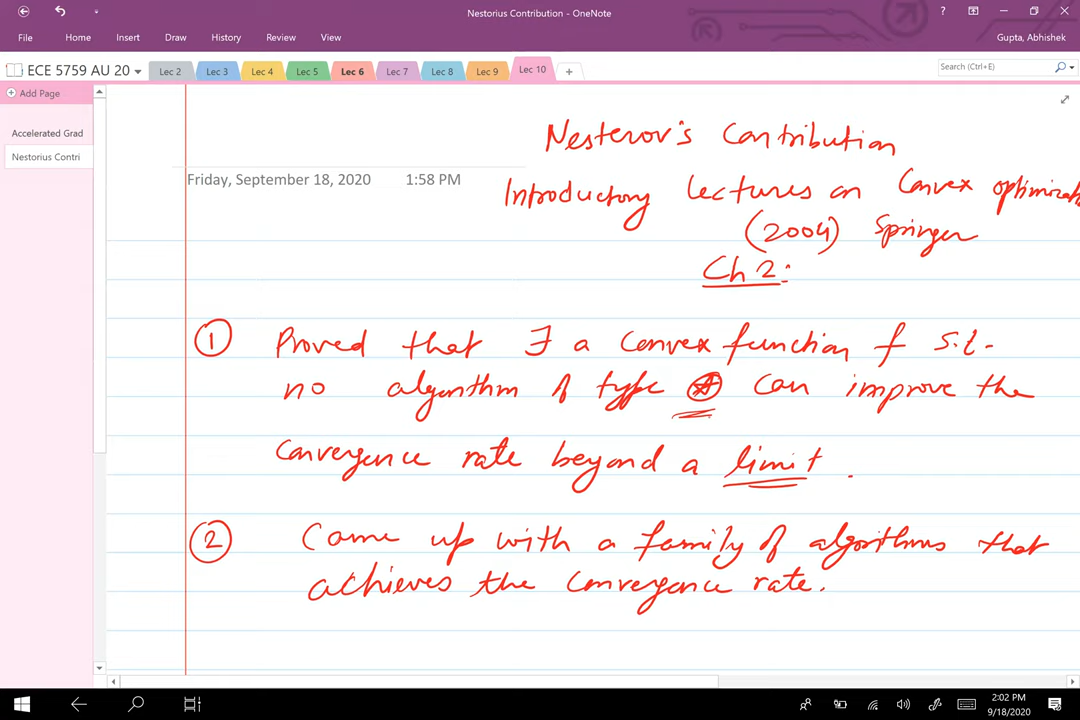 Nestorius Contribution - OneNote
File Home Insert Draw History Review View
Gupta, Abhishek
ECE 5759 AU 20
Lec 2 Lec 3 Lec 4 Lec 5 Lec 6 Lec 7 Lec 8 Lec 9 Lec 10
Search (Ctrl+E)
Add Page
Accelerated Grad
Nestorius Contri
Friday, September 18, 2020 1:58 PM
Nesterov's Contribution
Introductory Lectures on Convex optimizat
(2004) Springer
Ch 2:
① Proved that ∃ a convex function f s.t.
no algorithm of type can improve the
convergence rate beyond a limit.
② Came up with a family of algorithms that
achieves the convergence rate.
2:02 PM
9/18/2020